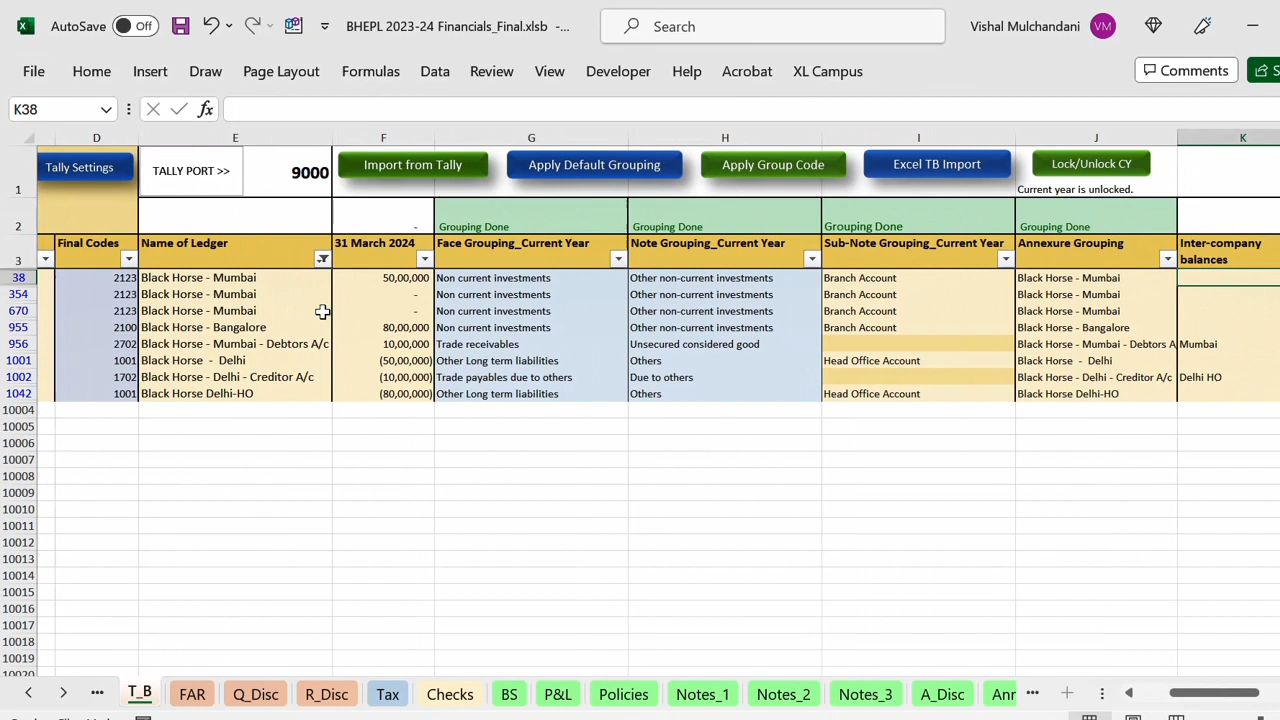 AutoSave Off BHEPL 2023-24 Financials_Final.xlsb -... Search Vishal Mulchandani VM
File Home Insert Draw Page Layout Formulas Data Review View Developer Help Acrobat XL Campus Comments S
K38 fx
D E F G H I J K
1 Tally Settings TALLY PORT >> 9000 Import from Tally Apply Default Grouping Apply Group Code Excel TB Import Lock/Unlock CY
Current year is unlocked.
2 - Grouping Done Grouping Done Grouping Done Grouping Done
3 Final Codes Name of Ledger 31 March 2024 Face Grouping_Current Year Note Grouping_Current Year Sub-Note Grouping_Current Year Annexure Grouping Inter-company balances
38 2123 Black Horse - Mumbai 50,00,000 Non current investments Other non-current investments Branch Account Black Horse - Mumbai
354 2123 Black Horse - Mumbai - Non current investments Other non-current investments Branch Account Black Horse - Mumbai
670 2123 Black Horse - Mumbai - Non current investments Other non-current investments Branch Account Black Horse - Mumbai
955 2100 Black Horse - Bangalore 80,00,000 Non current investments Other non-current investments Branch Account Black Horse - Bangalore
956 2702 Black Horse - Mumbai - Debtors A/c 10,00,000 Trade receivables Unsecured considered good Black Horse - Mumbai - Debtors A Mumbai
1001 1001 Black Horse - Delhi (50,00,000) Other Long term liabilities Others Head Office Account Black Horse - Delhi
1002 1702 Black Horse - Delhi - Creditor A/c (10,00,000) Trade payables due to others Due to others Black Horse - Delhi - Creditor A/c Delhi HO
1042 1001 Black Horse Delhi-HO (80,00,000) Other Long term liabilities Others Head Office Account Black Horse Delhi-HO
10004
10005
10006
10007
10008
10009
10010
10011
10012
10013
10014
10015
10016
10017
10018
10019
... T_B FAR Q_Disc R_Disc Tax Checks BS P&L Policies Notes_1 Notes_2 Notes_3 A_Disc Anr ...